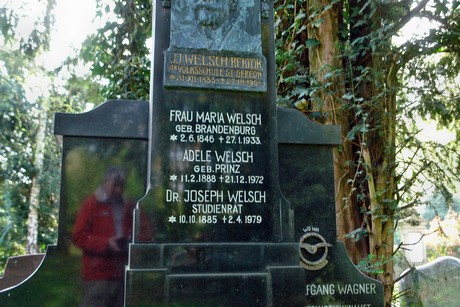 J.J. WELSCH REKTOR
VOLKSSCHULE ST. GEREON
FRAU MARIA WELSCH
GEB. BRANDENBURG
* 2.6.1846 + 27.1.1933.
ADELE WELSCH
GEB. PRINZ
* 11.2.1888 + 21.12.1972
DR. JOSEPH WELSCH
STUDIENRAT
* 10.10.1885 + 2.4.1979
FGANG WAGNER